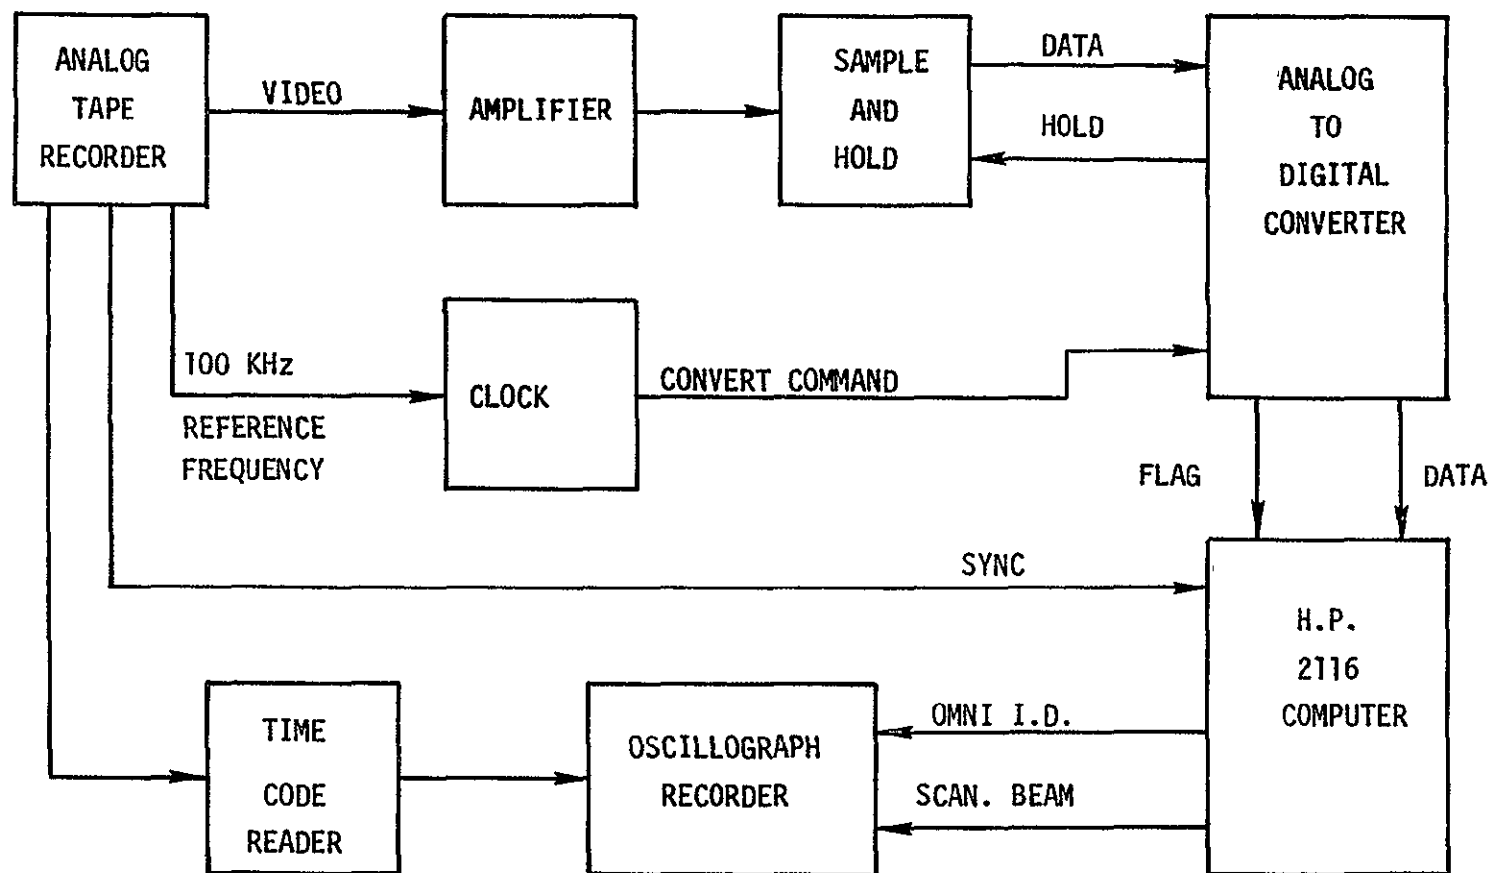 ANALOG
TAPE
RECORDER
VIDEO
AMPLIFIER
SAMPLE
AND
HOLD
DATA
HOLD
ANALOG
TO
DIGITAL
CONVERTER
100 KHz
REFERENCE
FREQUENCY
CLOCK
CONVERT COMMAND
FLAG
DATA
SYNC
H.P.
2116
COMPUTER
TIME
CODE
READER
OSCILLOGRAPH
RECORDER
OMNI I.D.
SCAN. BEAM